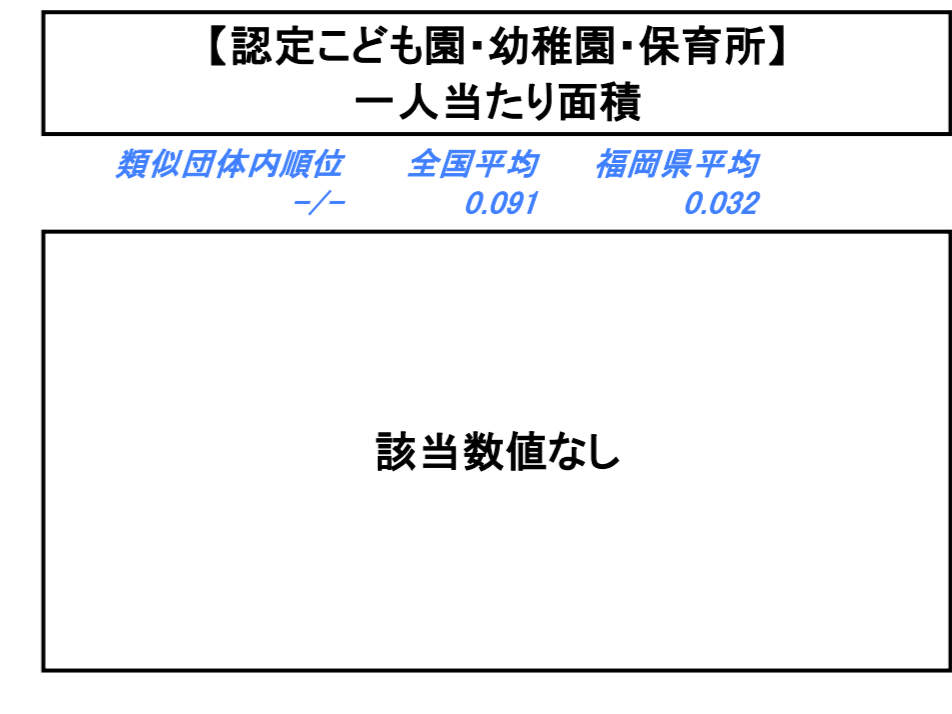 【認定こども園・幼稚園・保育所】
一人当たり面積
類似団体内順位 全国平均 福岡県平均
-/- 0.091 0.032
該当数値なし